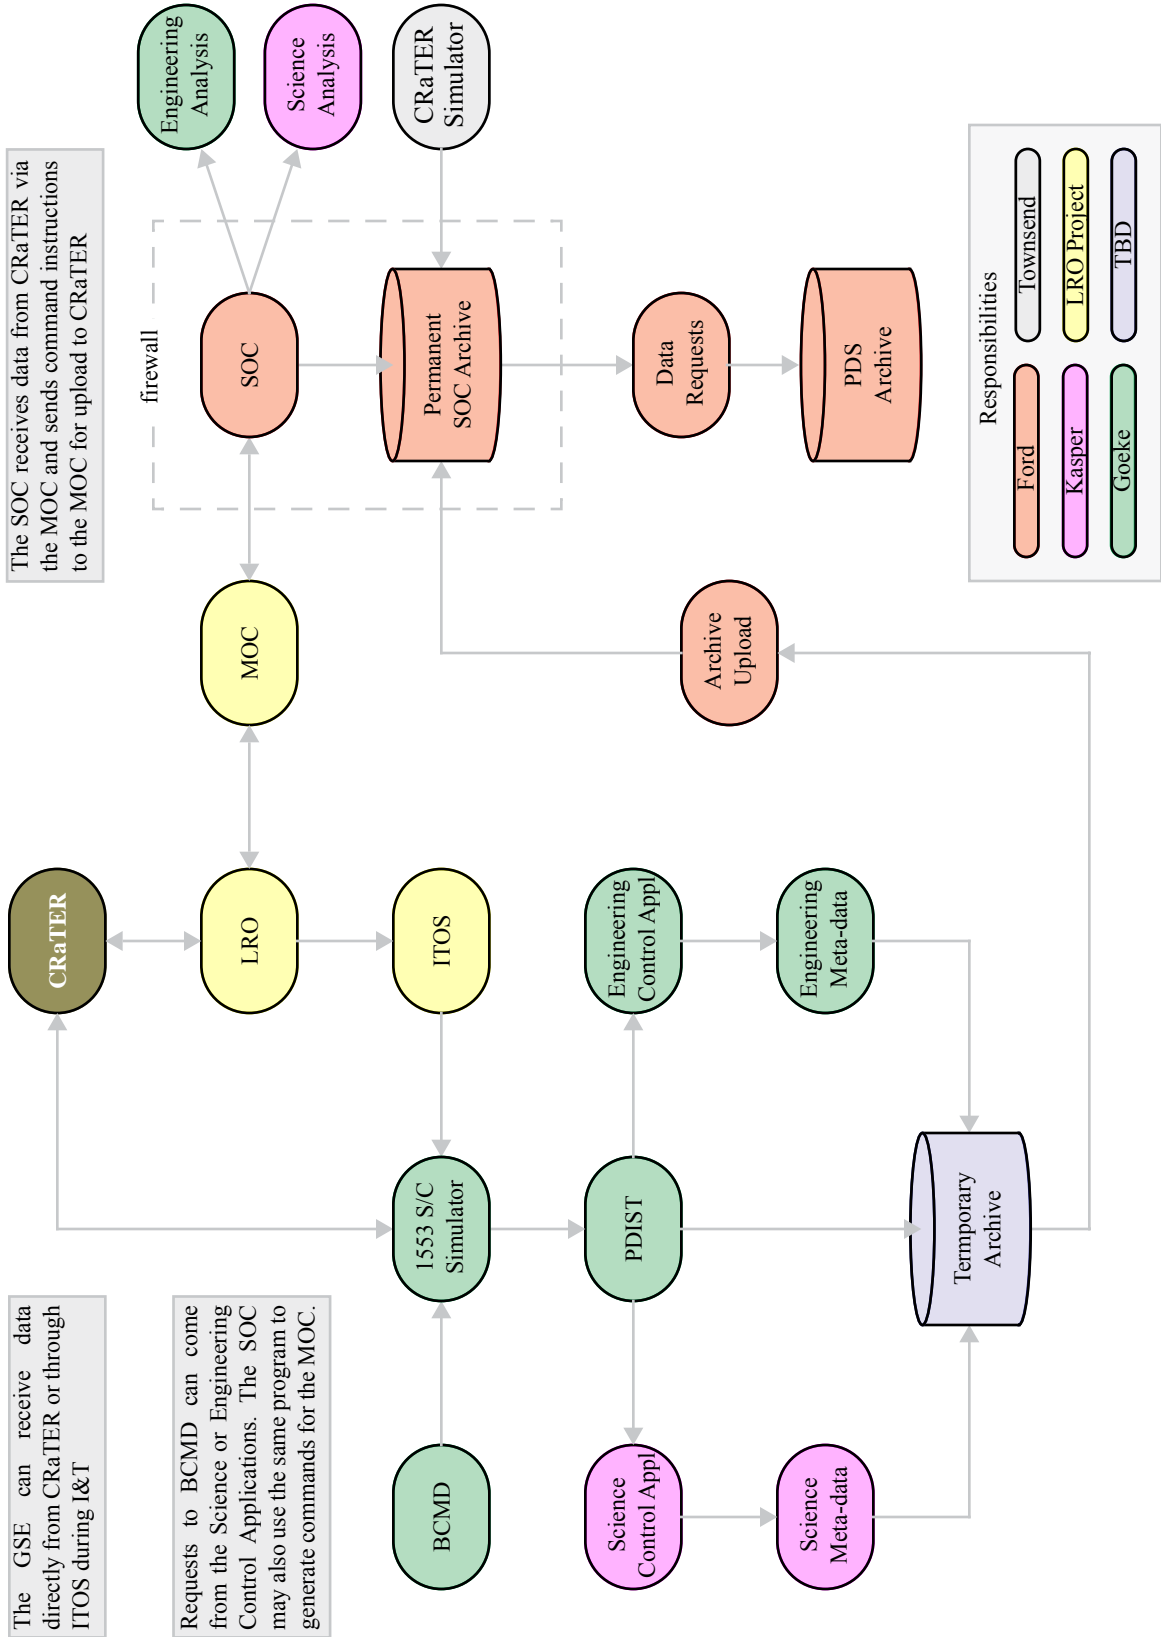 The GSE can receive data
directly from CRaTER or through
ITOS during I&T
CRaTER
The SOC receives data from CRaTER via
the MOC and sends command instructions
to the MOC for upload to CRaTER
Requests to BCMD can come
from the Science or Engineering
Control Applications. The SOC
may also use the same program to
generate commands for the MOC.
LRO
MOC
firewall
SOC
Engineering
Analysis
Science
Analysis
BCMD
1553 S/C
Simulator
ITOS
Permanent
SOC Archive
CRaTER
Simulator
Science
Control Appl
PDIST
Engineering
Control Appl
Archive
Upload
Data
Requests
Science
Meta-data
Engineering
Meta-data
PDS
Archive
Termporary
Archive
Responsibilities
Ford
Townsend
Kasper
LRO Project
Goeke
TBD